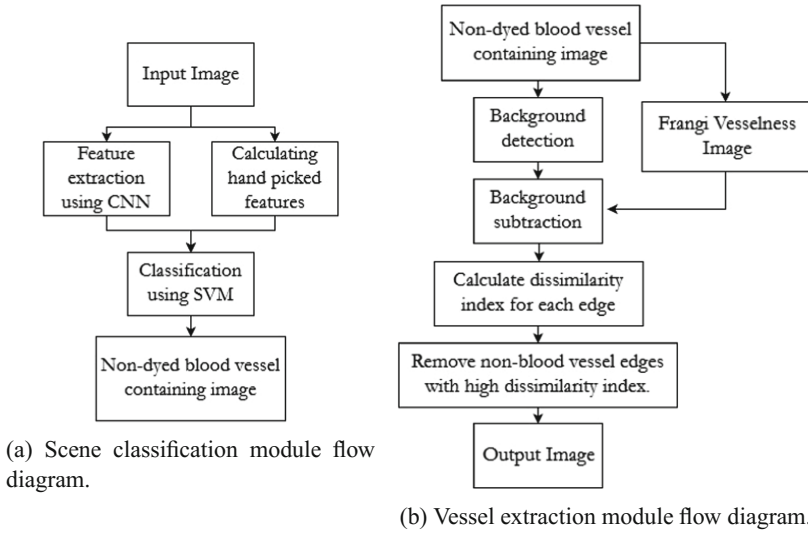 Input Image
Feature
extraction
using CNN
Calculating
hand picked
features
Classification
using SVM
Non-dyed blood vessel
containing image
(a) Scene classification module flow
diagram.
Non-dyed blood vessel
containing image
Background
detection
Frangi Vesselness
Image
Background
subtraction
Calculate dissimilarity
index for each edge
Remove non-blood vessel edges
with high dissimilarity index.
Output Image
(b) Vessel extraction module flow diagram.